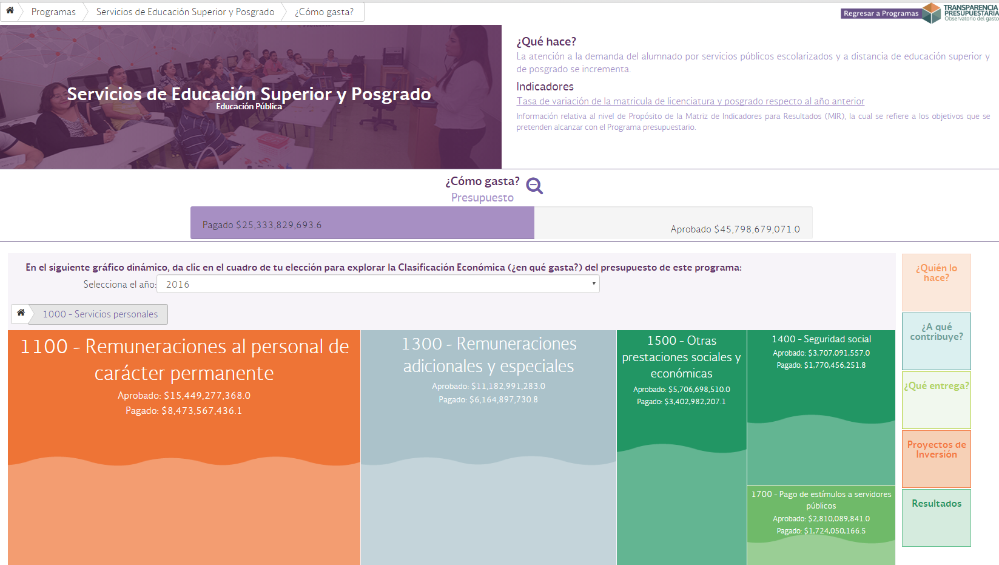 Programas
Servicios de Educación Superior y Posgrado
¿Cómo gasta?
Regresar a Programas
TRANSPARENCIA
PRESUPUESTARIA
Observatorio del gasto
Servicios de Educación Superior y Posgrado
Educación Pública
¿Qué hace?
La atención a la demanda del alumnado por servicios públicos escolarizados y a distancia de educación superior y
de posgrado se incrementa.
Indicadores
Tasa de variación de la matricula de licenciatura y posgrado respecto al año anterior
Información relativa al nivel de Propósito de la Matriz de Indicadores para Resultados (MIR), la cual se refiere a los objetivos que se
pretenden alcanzar con el Programa presupuestario.
¿Cómo gasta?
Presupuesto
Pagado $25,333,829,693.6
Aprobado $45,798,679,071.0
En el siguiente gráfico dinámico, da clic en el cuadro de tu elección para explorar la Clasificación Económica (¿en qué gasta?) del presupuesto de este programa:
Selecciona el año: 2016
1000 - Servicios personales
1100 - Remuneraciones al personal de
carácter permanente
Aprobado: $15,449,277,368.0
Pagado: $8,473,567,436.1
1300 - Remuneraciones
adicionales y especiales
Aprobado: $11,182,991,283.0
Pagado: $6,164,897,730.8
1500 - Otras
prestaciones sociales y
económicas
Aprobado: $5,706,698,510.0
Pagado: $3,402,982,207.1
1400 - Seguridad social
Aprobado: $3,707,091,557.0
Pagado: $1,770,456,251.8
1700 - Pago de estímulos a servidores
públicos
Aprobado: $2,810,089,841.0
Pagado: $1,724,050,166.5
¿Quién lo
hace?
¿A qué
contribuye?
¿Qué entrega?
Proyectos de
Inversión
Resultados